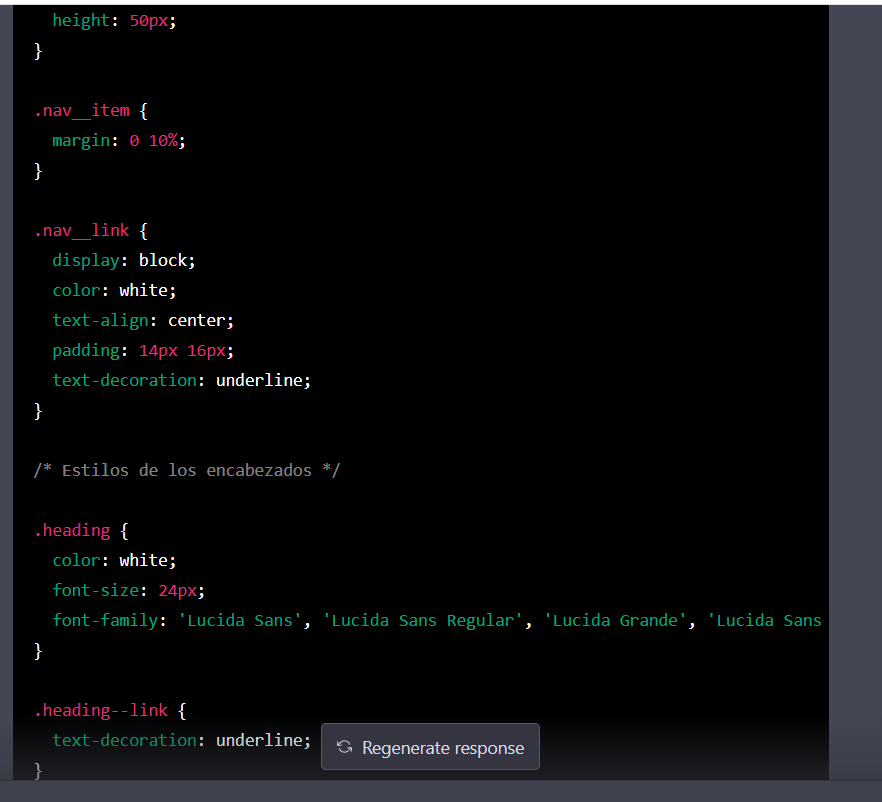 height: 50px;
}
.nav__item {
margin: 0 10%;
}
.nav__link {
display: block;
color: white;
text-align: center;
padding: 14px 16px;
text-decoration: underline;
}
/* Estilos de los encabezados */
.heading {
color: white;
font-size: 24px;
font-family: 'Lucida Sans', 'Lucida Sans Regular', 'Lucida Grande', 'Lucida Sans
}
.heading--link {
text-decoration: underline;
Regenerate response
}